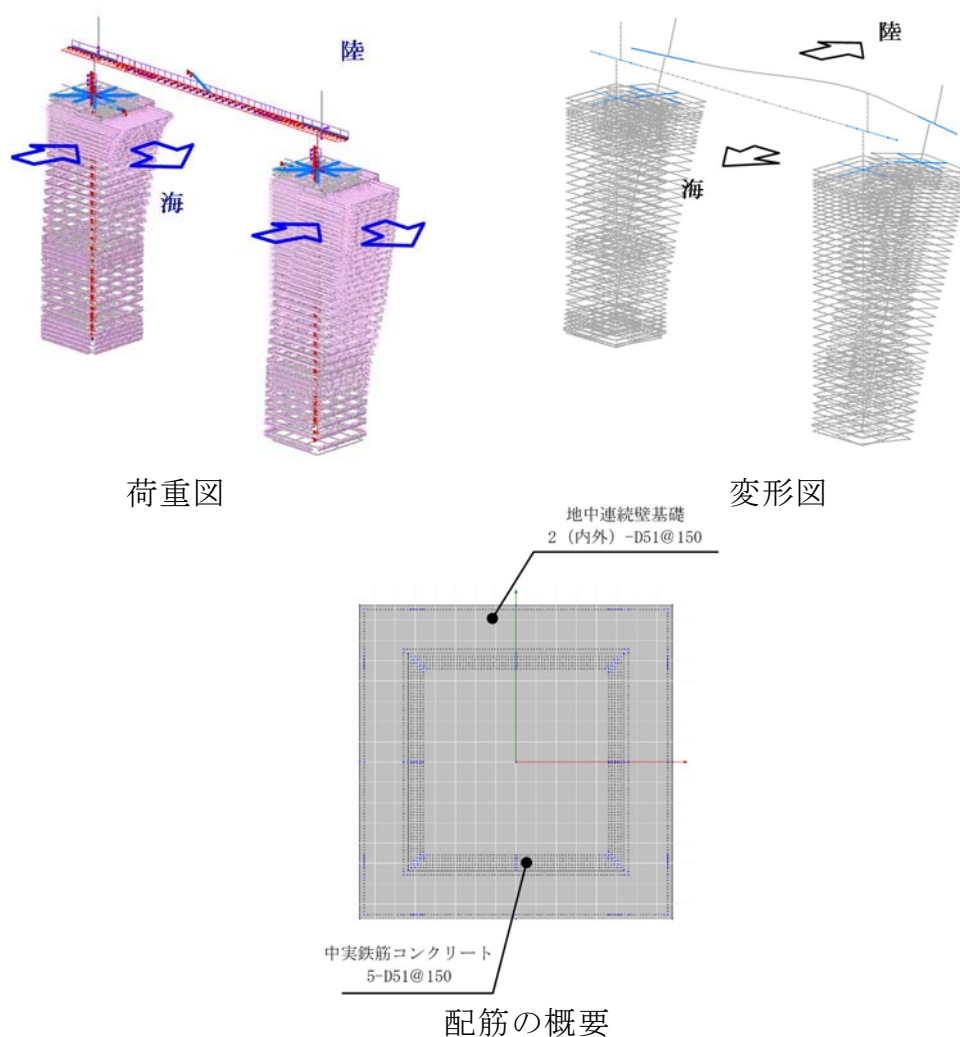 陸
海
荷重図
陸
海
変形図
地中連続壁基礎
2（内外）-D51@150
中実鉄筋コンクリート
5-D51@150
配筋の概要